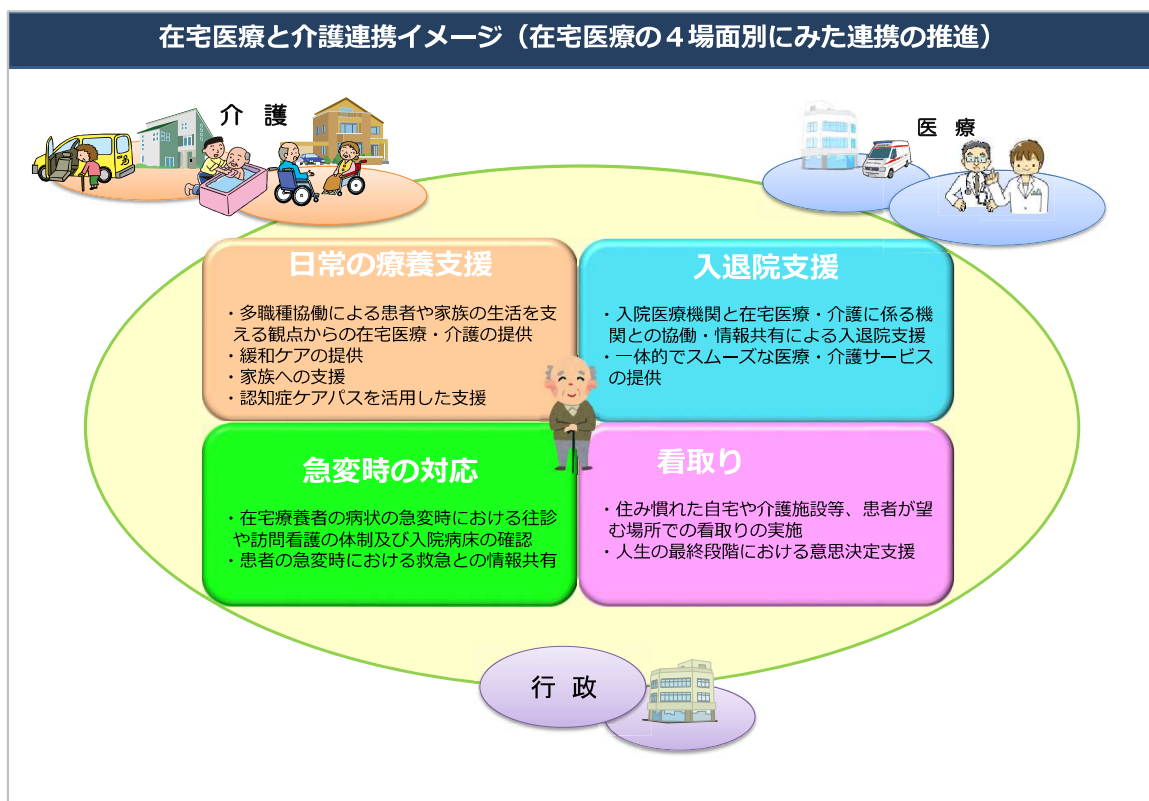 在宅医療と介護連携イメージ（在宅医療の４場面別にみた連携の推進）
介 護
医 療
日常の療養支援
・多職種協働による患者や家族の生活を支
える観点からの在宅医療・介護の提供
・緩和ケアの提供
・家族への支援
・認知症ケアパスを活用した支援
入退院支援
・入院医療機関と在宅医療・介護に係る機
関との協働・情報共有による入退院支援
・一体的でスムーズな医療・介護サービス
の提供
急変時の対応
・在宅療養者の病状の急変時における往診
や訪問看護の体制及び入院病床の確認
・患者の急変時における救急との情報共有
看取り
・住み慣れた自宅や介護施設等、患者が望
む場所での看取りの実施
・人生の最終段階における意思決定支援
行 政